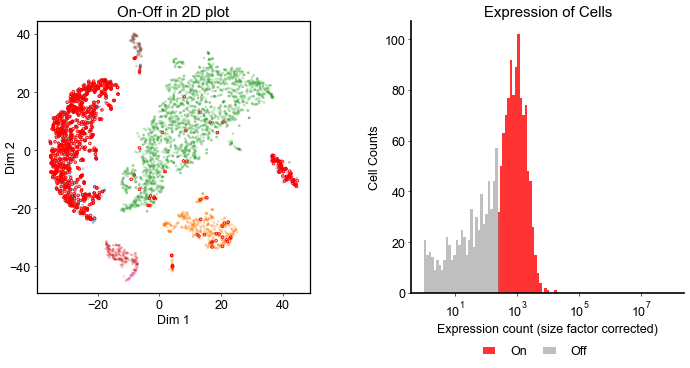 On-Off in 2D plot
40
20
0
−20
−40
Dim 2
−20
0
20
40
Dim 1
Expression of Cells
100
80
60
40
20
0
Cell Counts
10^1
10^3
10^5
10^7
Expression count (size factor corrected)
On
Off